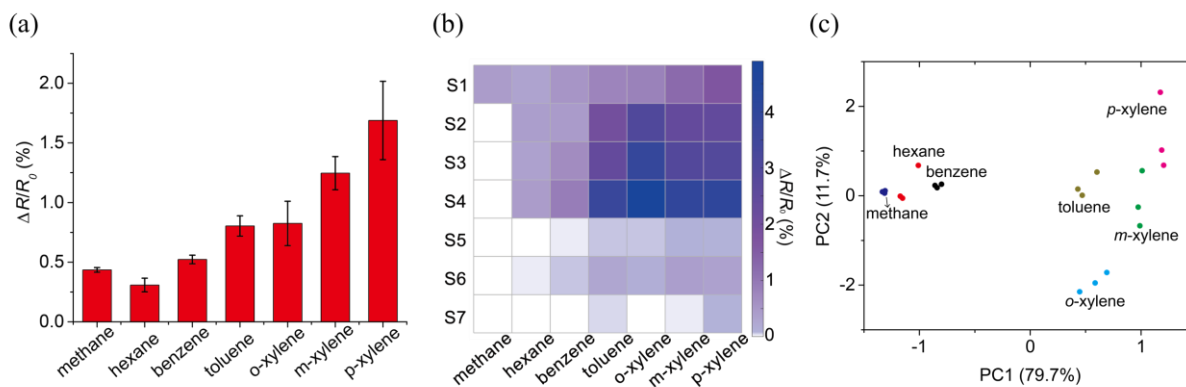 (a)
ΔR/R0 (%)
2.0
1.5
1.0
0.5
0.0
methane
hexane
benzene
toluene
o-xylene
m-xylene
p-xylene
(b)
S1
S2
S3
S4
S5
S6
S7
methane
hexane
benzene
toluene
o-xylene
m-xylene
p-xylene
4
3
2
1
0
ΔR/R0 (%)
(c)
PC2 (11.7%)
2
0
-2
p-xylene
hexane
benzene
methane
toluene
m-xylene
o-xylene
-1
0
1
PC1 (79.7%)